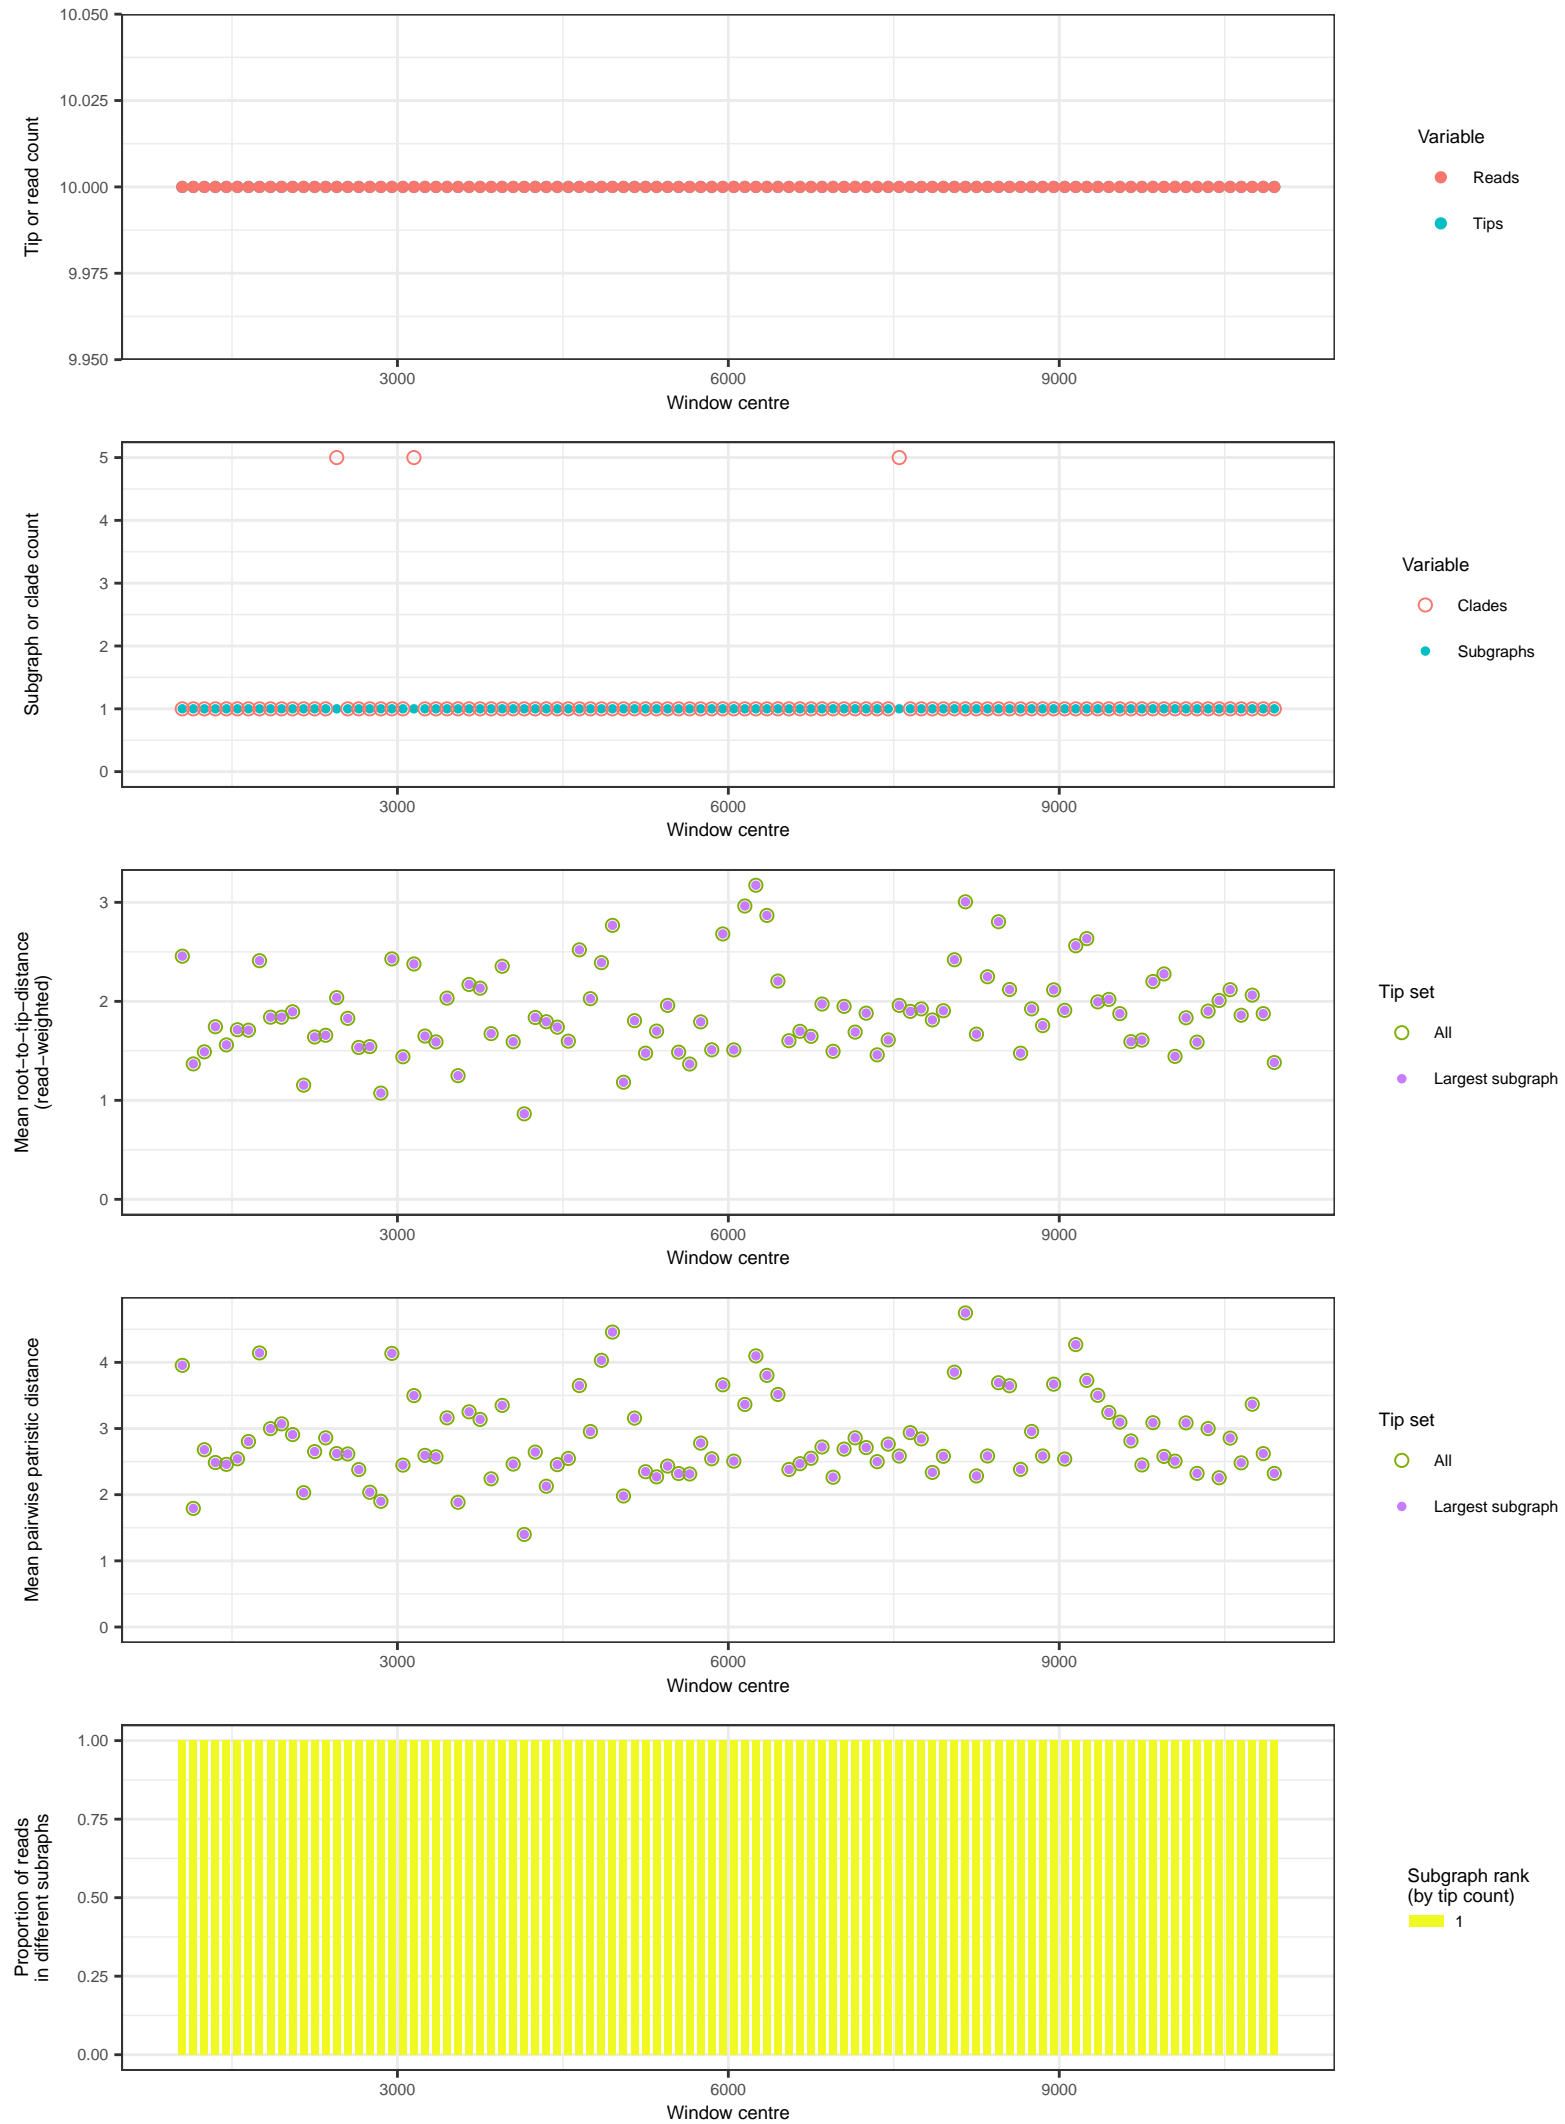 10.050
10.025
10.000
9.975
9.950
Tip or read count
3000 6000 9000
Window centre
Variable
Reads
Tips
5
4
3
2
1
0
Subgraph or clade count
3000 6000 9000
Window centre
Variable
Clades
Subgraphs
3
2
1
0
Mean root−to−tip−distance
(read−weighted)
3000 6000 9000
Window centre
Tip set
All
Largest subgraph
4
3
2
1
0
Mean pairwise patristic distance
3000 6000 9000
Window centre
Tip set
All
Largest subgraph
1.00
0.75
0.50
0.25
0.00
Proportion of reads
in different subraphs
3000 6000 9000
Window centre
Subgraph rank
(by tip count)
1